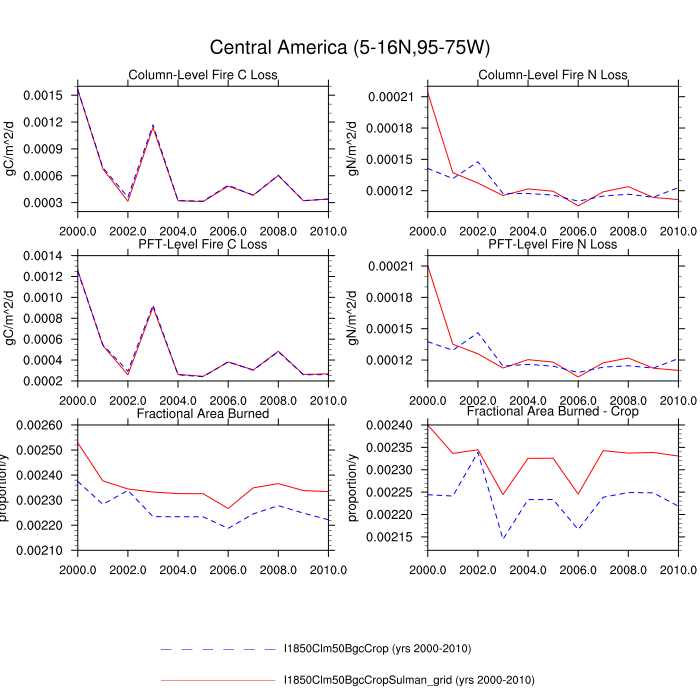 Central America (5-16N,95-75W)
Column-Level Fire C Loss
gC/m^2/d
0.0015
0.0012
0.0009
0.0006
0.0003
2000.0 2002.0 2004.0 2006.0 2008.0 2010.0
Column-Level Fire N Loss
gN/m^2/d
0.00021
0.00018
0.00015
0.00012
2000.0 2002.0 2004.0 2006.0 2008.0 2010.0
PFT-Level Fire C Loss
gC/m^2/d
0.0014
0.0012
0.0010
0.0008
0.0006
0.0004
0.0002
2000.0 2002.0 2004.0 2006.0 2008.0 2010.0
PFT-Level Fire N Loss
gN/m^2/d
0.00021
0.00018
0.00015
0.00012
2000.0 2002.0 2004.0 2006.0 2008.0 2010.0
Fractional Area Burned
proportion/y
0.00260
0.00250
0.00240
0.00230
0.00220
0.00210
2000.0 2002.0 2004.0 2006.0 2008.0 2010.0
Fractional Area Burned - Crop
0.00240
0.00235
0.00230
0.00225
0.00220
0.00215
2000.0 2002.0 2004.0 2006.0 2008.0 2010.0
I1850Clm50BgcCrop (yrs 2000-2010)
I1850Clm50BgcCropSulman_grid (yrs 2000-2010)